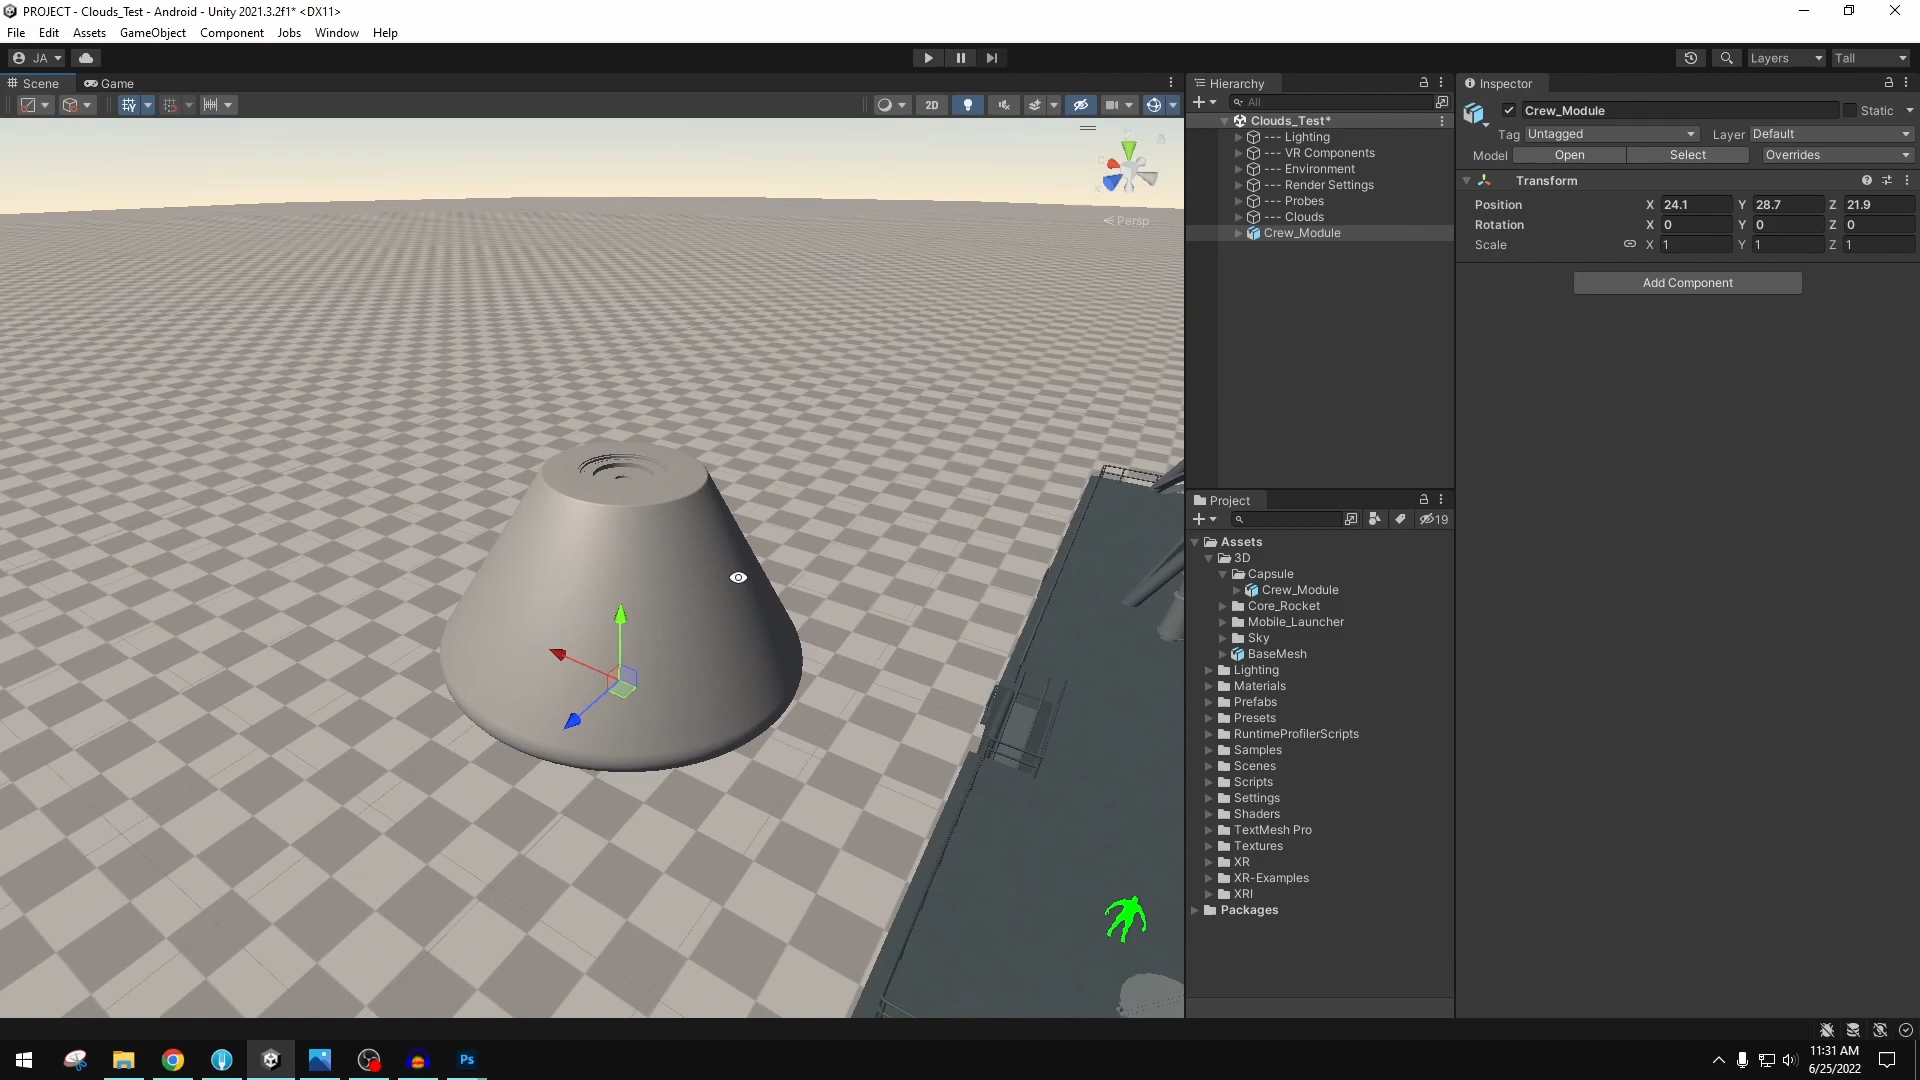 PROJECT - Clouds_Test - Android - Unity 2021.3.2f1* <DX11>
File Edit Assets GameObject Component Jobs Window Help
JA Layers Tall
Scene Game
2D
Persp
Hierarchy
All
Clouds_Test*
--- Lighting
--- VR Components
--- Environment
--- Render Settings
--- Probes
--- Clouds
Crew_Module
Project
19
Assets
3D
Capsule
Crew_Module
Core_Rocket
Mobile_Launcher
Sky
BaseMesh
Lighting
Materials
Prefabs
Presets
RuntimeProfilerScripts
Samples
Scenes
Scripts
Settings
Shaders
TextMesh Pro
Textures
XR
XR-Examples
XRI
Packages
Inspector
Crew_Module Static
Tag Untagged Layer Default
Model Open Select Overrides
Transform
Position X 24.1 Y 28.7 Z 21.9
Rotation X 0 Y 0 Z 0
Scale X 1 Y 1 Z 1
Add Component
Ps
11:31 AM
6/25/2022